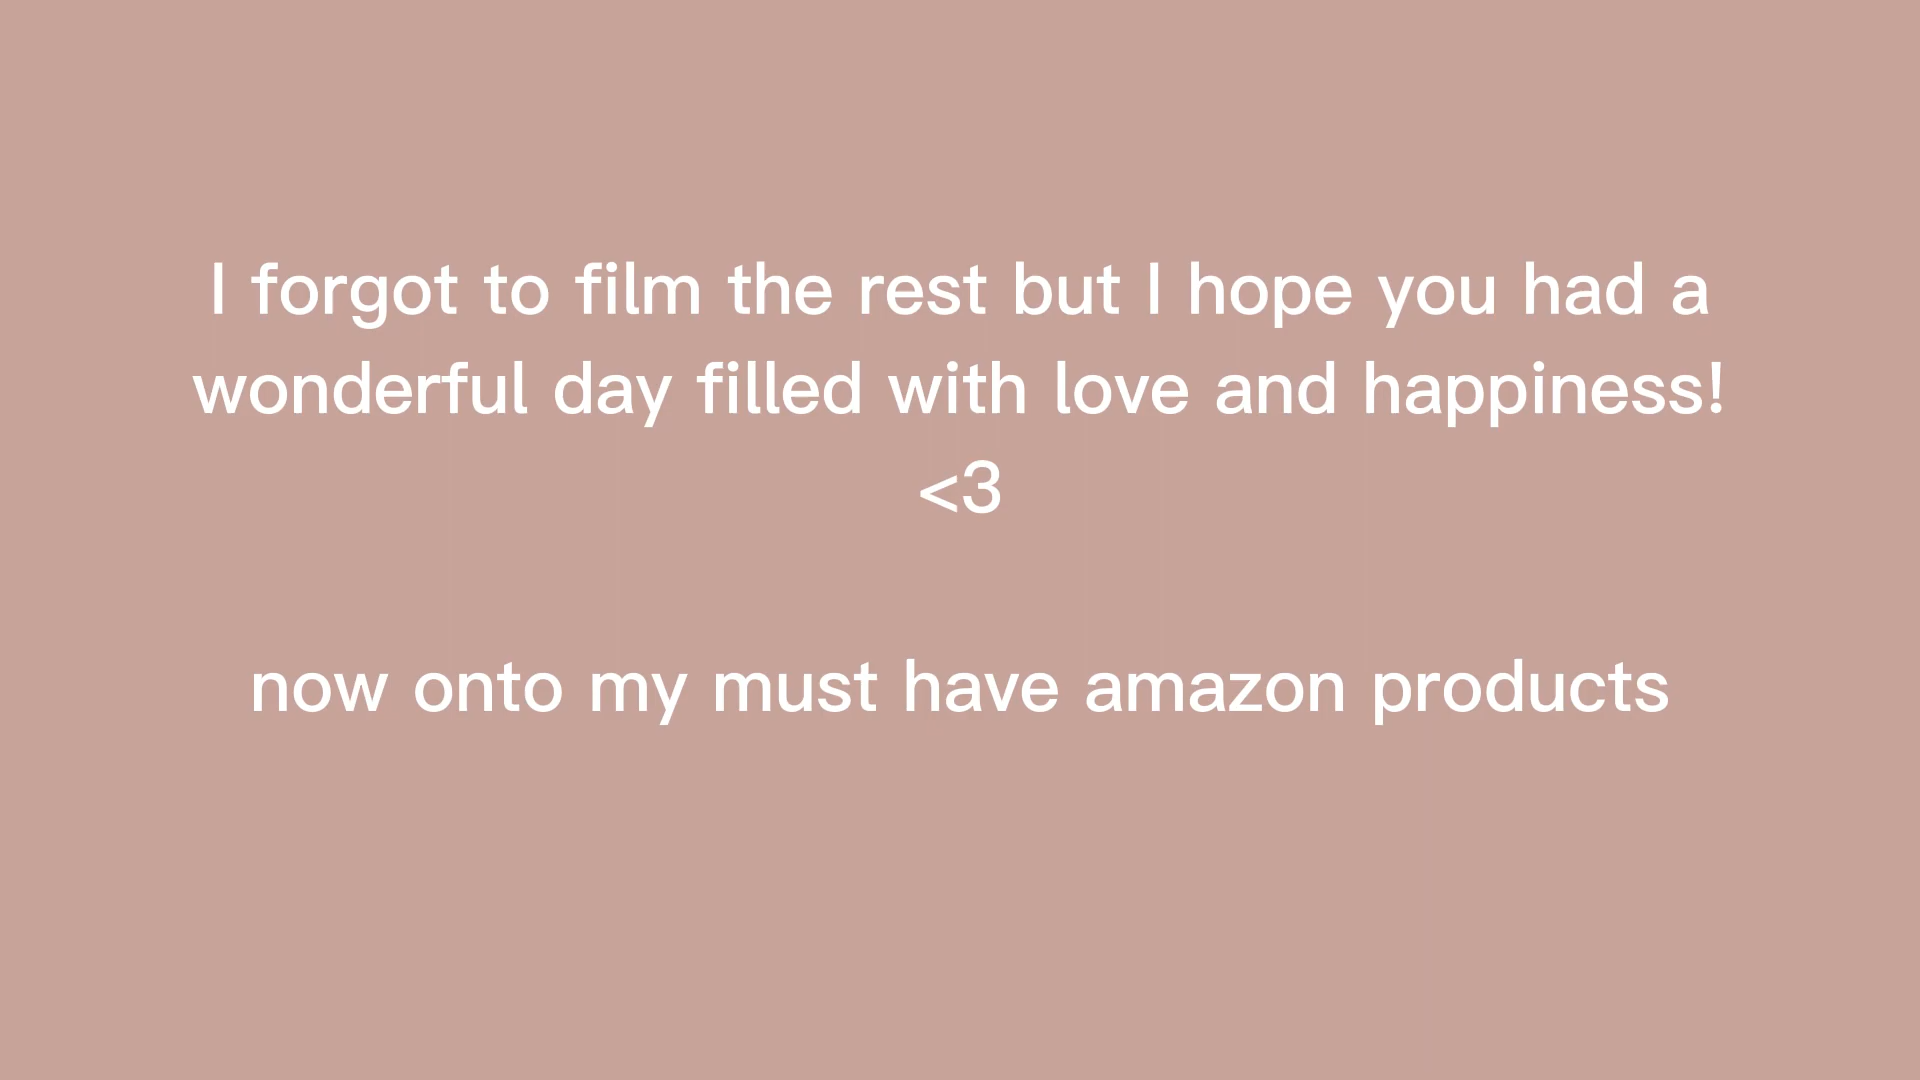 I forgot to film the rest but I hope you had a
wonderful day filled with love and happiness!
<3
now onto my must have amazon products